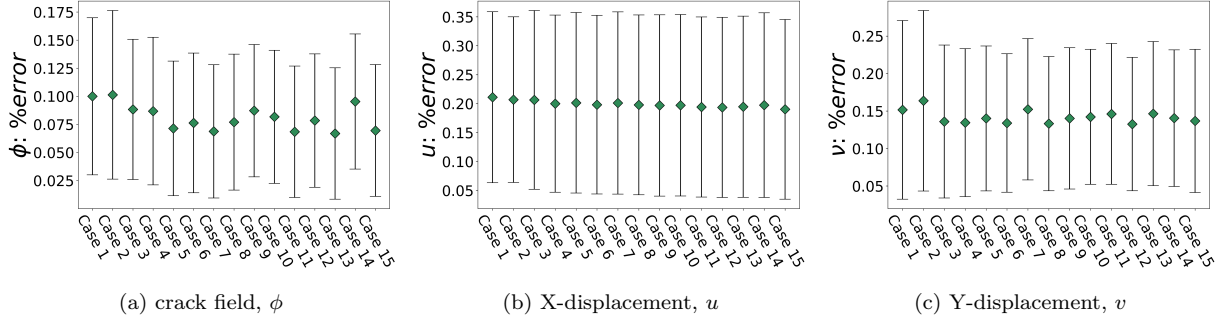 ϕ: %error
0.175
0.150
0.125
0.100
0.075
0.050
0.025
Case 1
Case 2
Case 3
Case 4
Case 5
Case 6
Case 7
Case 8
Case 9
Case 10
Case 11
Case 12
Case 13
Case 14
Case 15
(a) crack field, ϕ
u: %error
0.35
0.30
0.25
0.20
0.15
0.10
0.05
Case 1
Case 2
Case 3
Case 4
Case 5
Case 6
Case 7
Case 8
Case 9
Case 10
Case 11
Case 12
Case 13
Case 14
Case 15
(b) X-displacement, u
v: %error
0.25
0.20
0.15
0.10
0.05
Case 1
Case 2
Case 3
Case 4
Case 5
Case 6
Case 7
Case 8
Case 9
Case 10
Case 11
Case 12
Case 13
Case 14
Case 15
(c) Y-displacement, v